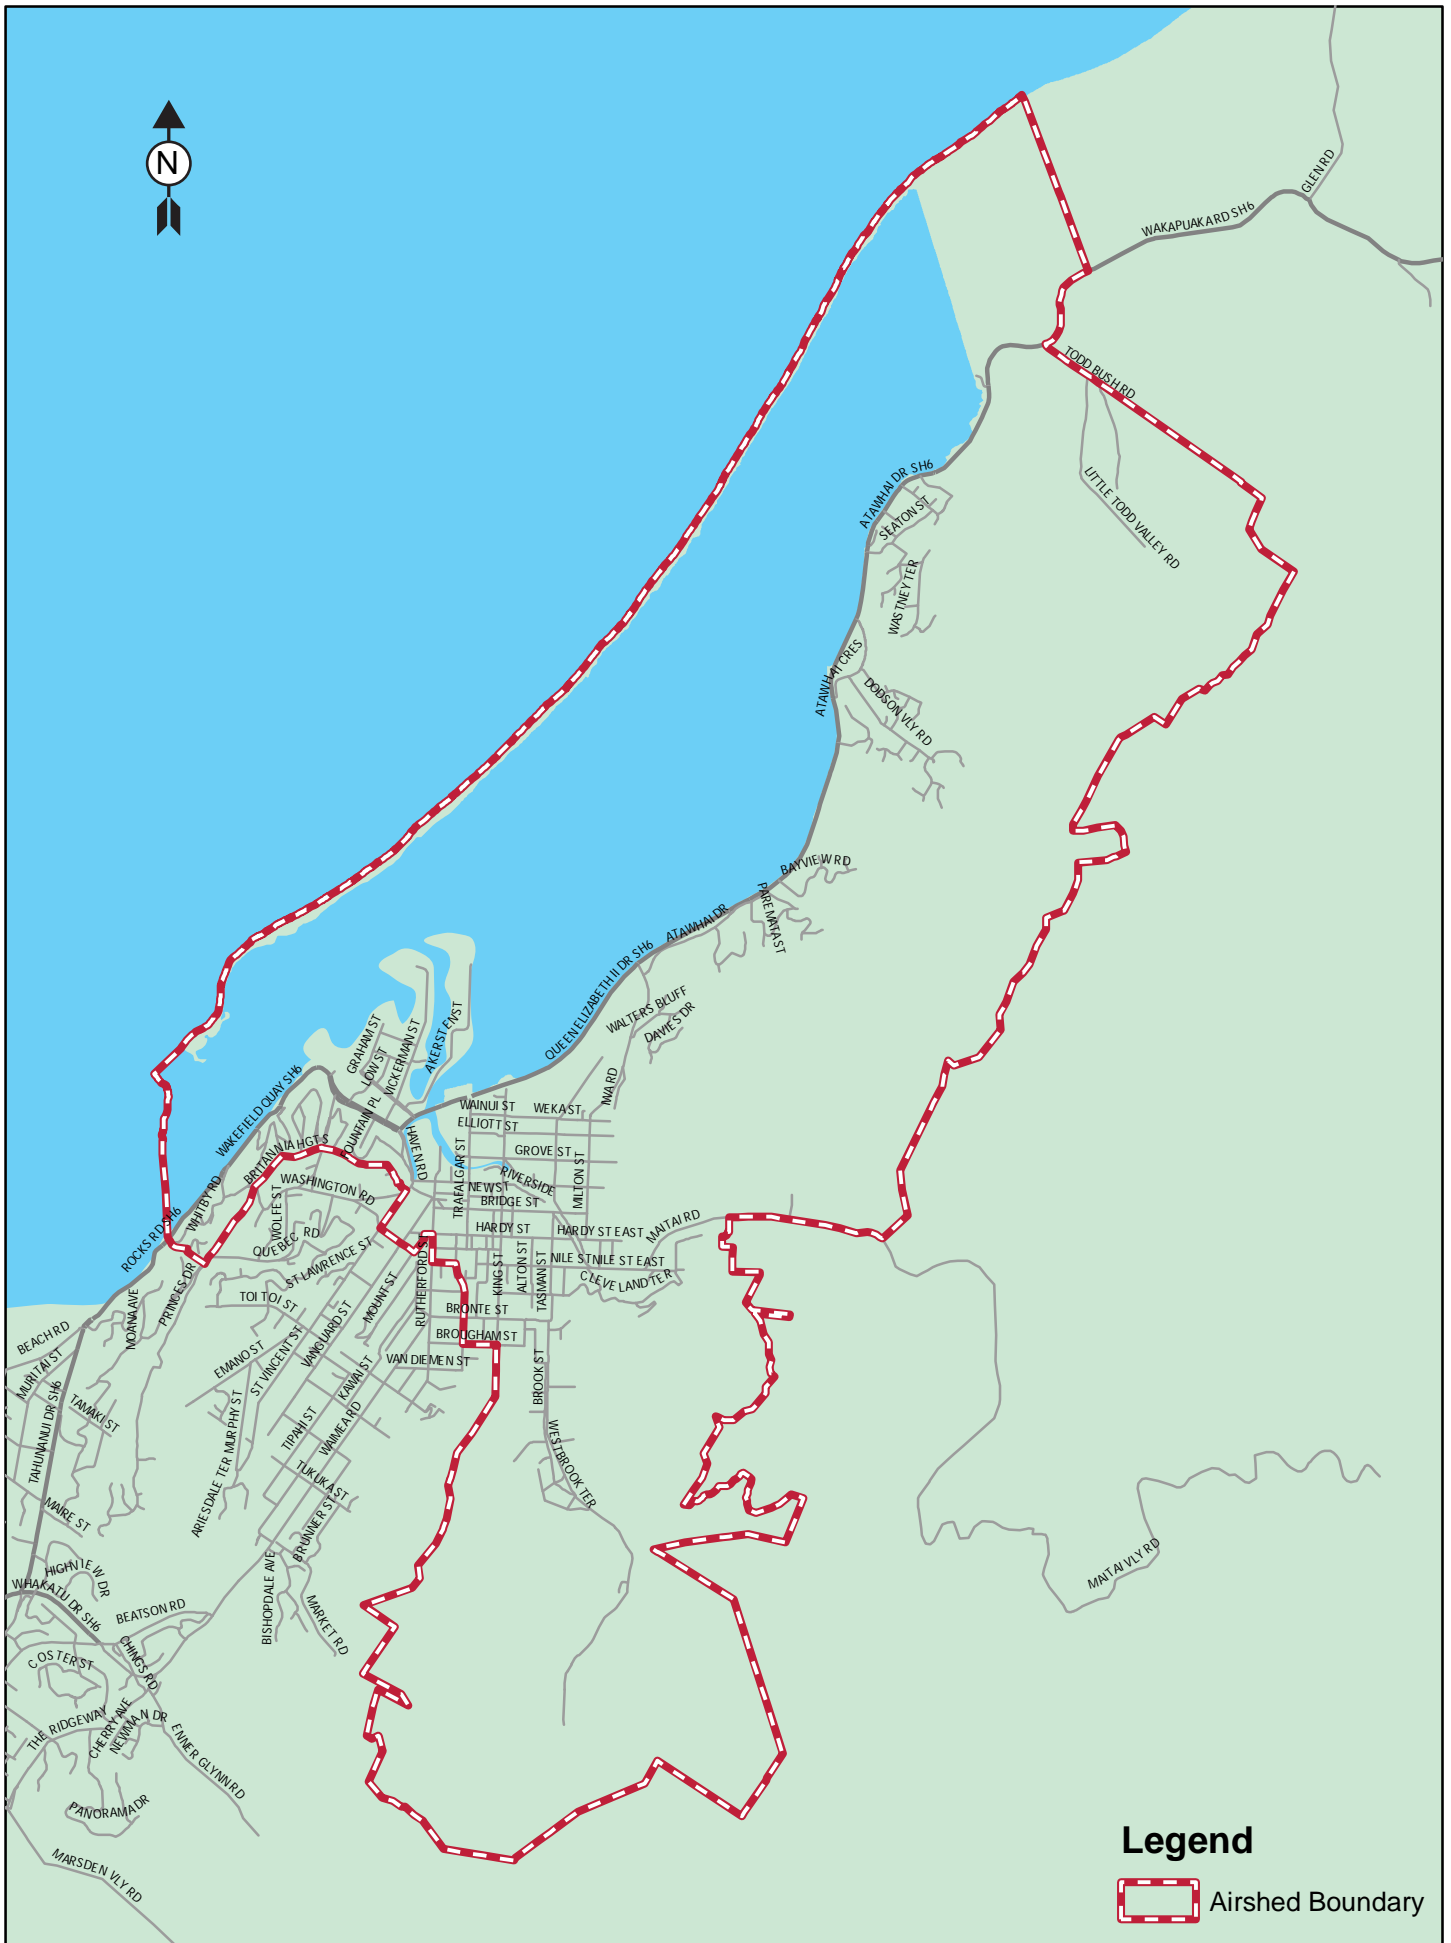 N
GLEN RD
WAKAPUAKA RD SH6
TODD BUSH RD
ATAWHAI DR SH6
SEATON ST
LITTLE TODD VALLEY RD
WASTNEY TER
ATAWHAI CRES
DODSON VLY RD
BAYVIEW RD
PAREMATA ST
ATAWHAI DR
QUEEN ELIZABETH II DR SH6
WALTERS BLUFF
DAVIES DR
GRAHAM ST
LOW ST
VICKERMAN ST
AKERSTEN ST
IWA RD
WAKEFIELD QUAY SH6
FOUNTAIN PL
WAINUI ST
WEKA ST
ELLIOTT ST
BRITANNIA HGTS
HAVEN RD
TRAFALGAR ST
GROVE ST
WHITBY RD
WASHINGTON RD
RIVERSIDE
MILTON ST
NEW ST
BRIDGE ST
WOLFE ST
ROCKS RD SH6
QUEBEC RD
HARDY ST
HARDY ST EAST
MAITAI RD
ST LAWRENCE ST
RUTHERFORD ST
KING ST
ALTON ST
TASMAN ST
NILE ST
NILE ST EAST
CLEVELAND TER
PRINCES DR
MOANA AVE
TOI TOI ST
MOUNT ST
BRONTE ST
BEACH RD
VANGUARD ST
BROUGHAM ST
MURITAI ST
EMANO ST
ST VINCENT ST
KAWAI ST
VAN DIEMEN ST
BROOK ST
TAHUNANUI DR SH6
TAMAKI ST
ARIESDALE TER
MURPHY ST
TIPAHI ST
WAIMEA RD
WESTBROOK TER
TUKUKA ST
MAIRE ST
BRUNNER ST
HIGHVIEW DR
WHAKATU DR SH6
BEATSON RD
BISHOPDALE AVE
MARKET RD
MAITAI VLY RD
COSTER ST
CHINGS RD
THE RIDGEWAY
CHERRY AVE
NEWMAN DR
ENNER GLYNN RD
PANORAMA DR
MARSDEN VLY RD
Legend
Airshed Boundary